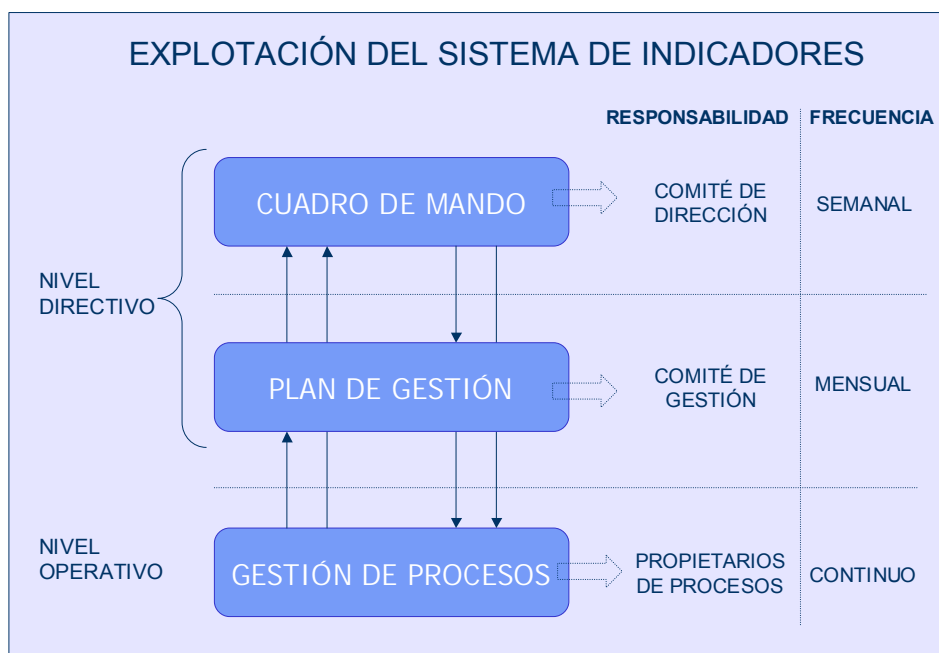 EXPLOTACIÓN DEL SISTEMA DE INDICADORES
RESPONSABILIDAD
FRECUENCIA
CUADRO DE MANDO
COMITÉ DE
DIRECCIÓN
SEMANAL
NIVEL
DIRECTIVO
PLAN DE GESTIÓN
COMITÉ DE
GESTIÓN
MENSUAL
NIVEL
OPERATIVO
GESTIÓN DE PROCESOS
PROPIETARIOS
DE PROCESOS
CONTINUO